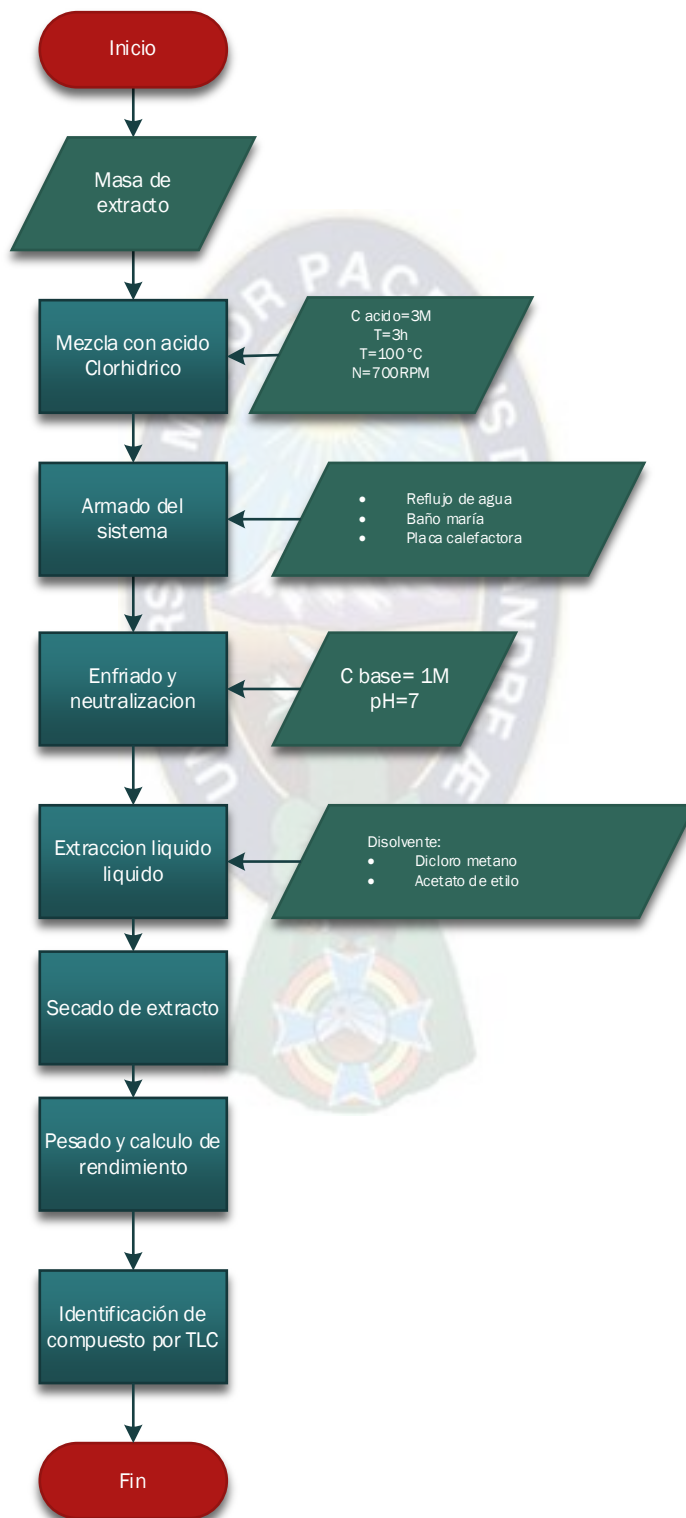 Inicio
Masa de
extracto
Mezcla con acido
Clorhidrico
C acido=3M
T=3h
T=100 °C
N=700RPM
Armado del
sistema
• Reflujo de agua
• Baño maría
• Placa calefactora
Enfriado y
neutralizacion
C base= 1M
pH=7
Extraccion liquido
liquido
Disolvente:
• Dicloro metano
• Acetato de etilo
Secado de extracto
Pesado y calculo de
rendimiento
Identificación de
compuesto por TLC
Fin